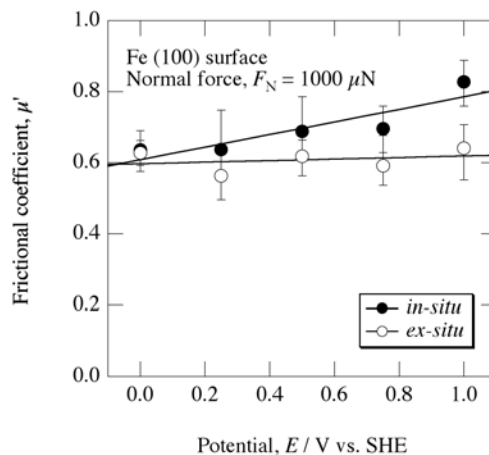 Fe (100) surface
Normal force, F_N = 1000 μN
Frictional coefficient, μ'
1.0
0.8
0.6
0.4
0.2
0.0
in-situ
ex-situ
0.0 0.2 0.4 0.6 0.8 1.0
Potential, E / V vs. SHE